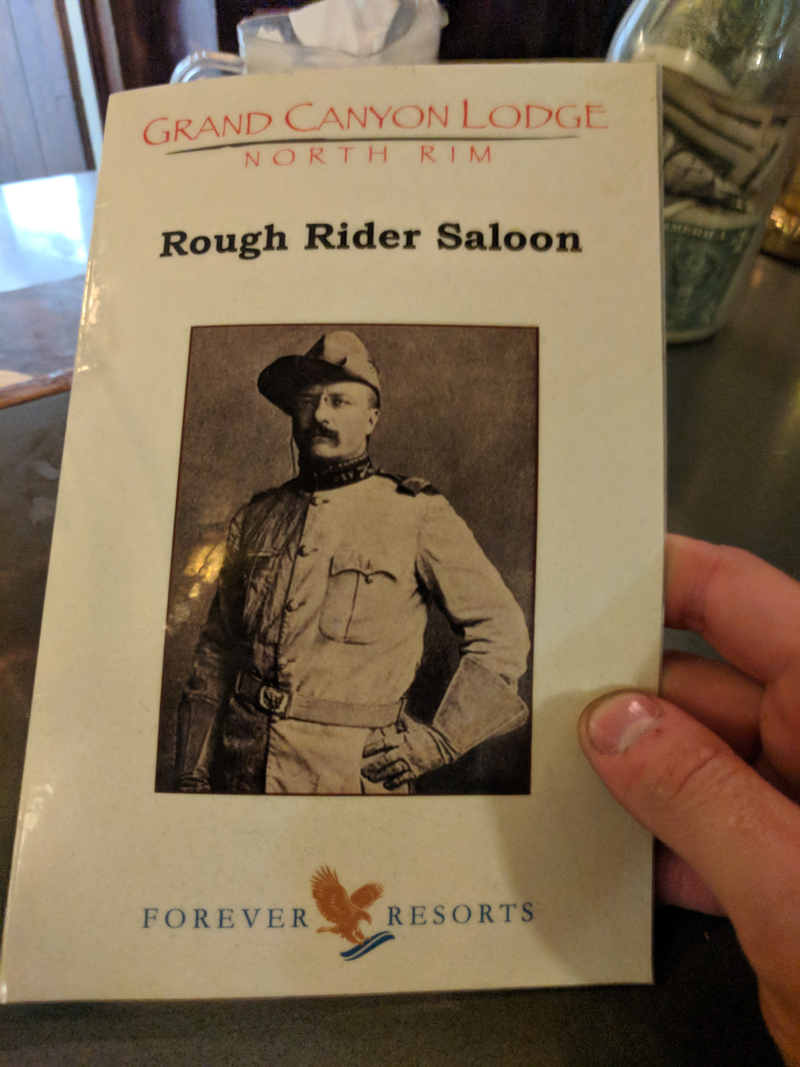 GRAND CANYON LODGE
NORTH RIM
Rough Rider Saloon
FOREVER RESORTS